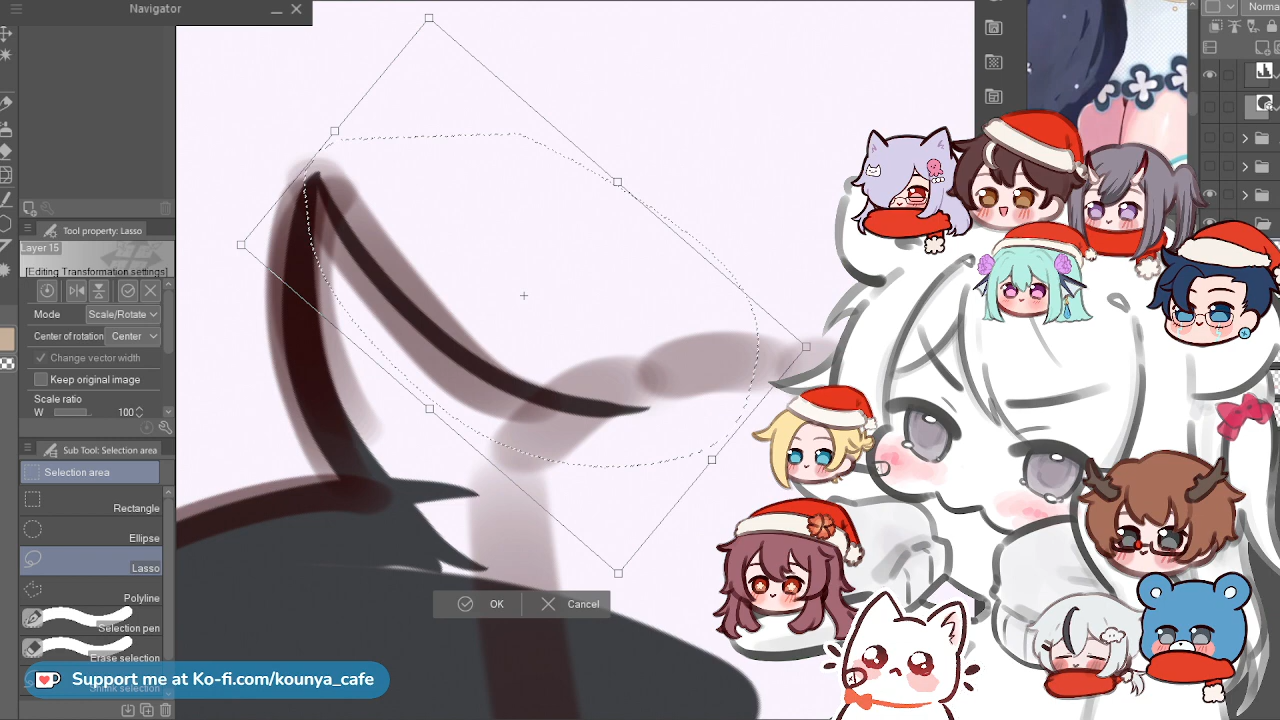 Navigator
Norma
Tool property: Lasso
Layer 15
[Editing Transformation settings]
Mode Scale/Rotate
Center of rotation Center
Change vector width
Keep original image
Scale ratio
W 100
Sub Tool: Selection area
Selection area
Rectangle
Ellipse
Lasso
Polyline
Selection pen
Erase selection
Shrink selection
OK Cancel
Support me at Ko-fi.com/kounya_cafe